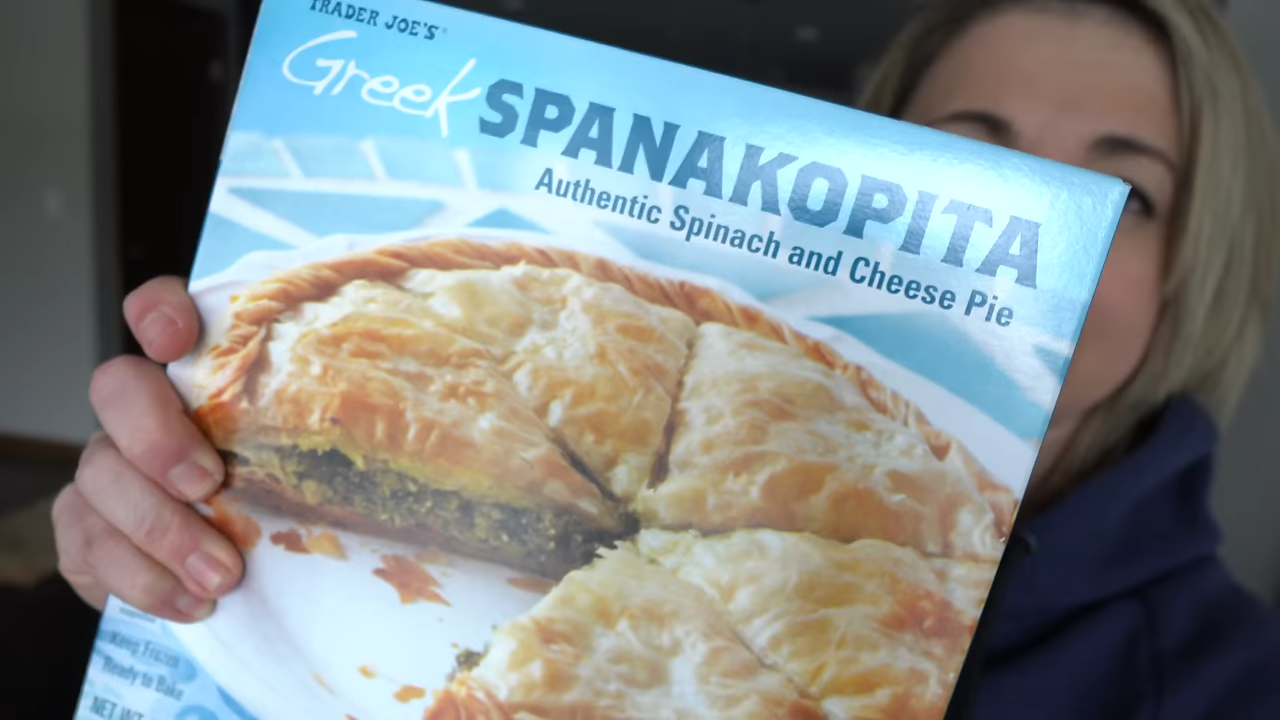 TRADER JOE'S
Greek SPANAKOPITA
Authentic Spinach and Cheese Pie
Keep Frozen
Ready to Bake
NET WT